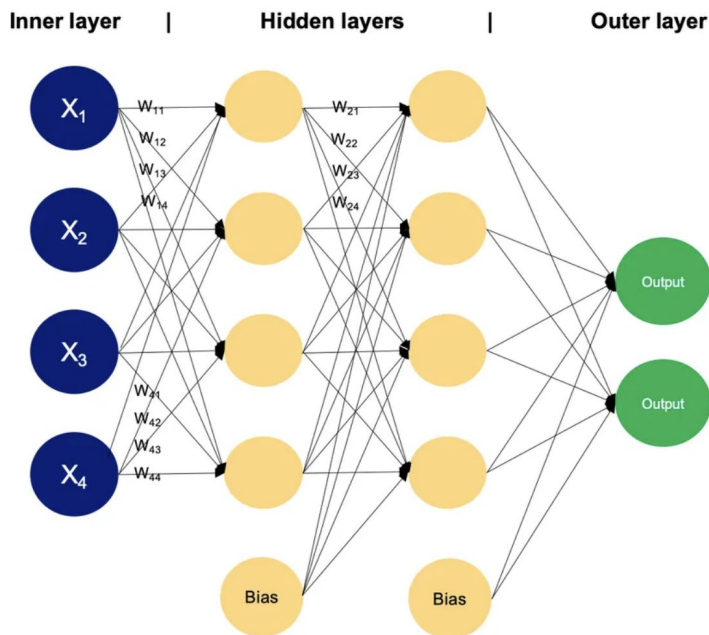 Inner layer | Hidden layers | Outer layer
X1 W11 W21
W12 W22
W13 W23
W14 W24
X2
Output
X3
W41
W42
W43
X4 W44
Output
Bias Bias